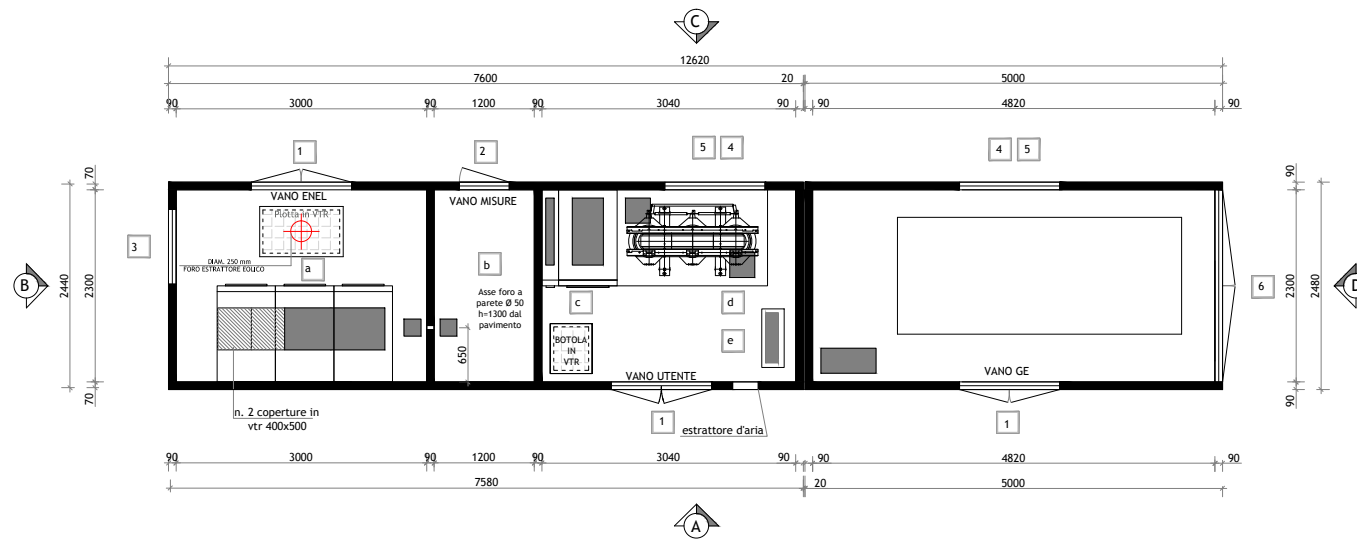 C
12620
7600
20
5000
90
3000
90
1200
90
3040
90
90
4820
90
1
2
5
4
4
5
70
90
VANO ENEL
VANO MISURE
Plotta in VTR
3
DIAM. 250 mm
FORO ESTRATTORE EOLICO
a
b
B
2440
2300
Asse foro a
parete Ø 50
h=1300 dal
pavimento
c
d
e
6
2300
2480
D
650
BOTOLA
IN
VTR
VANO UTENTE
VANO GE
70
90
n. 2 coperture in
vtr 400x500
1
1
estrattore d'aria
90
3000
90
1200
90
3040
90
90
4820
90
7580
20
5000
A